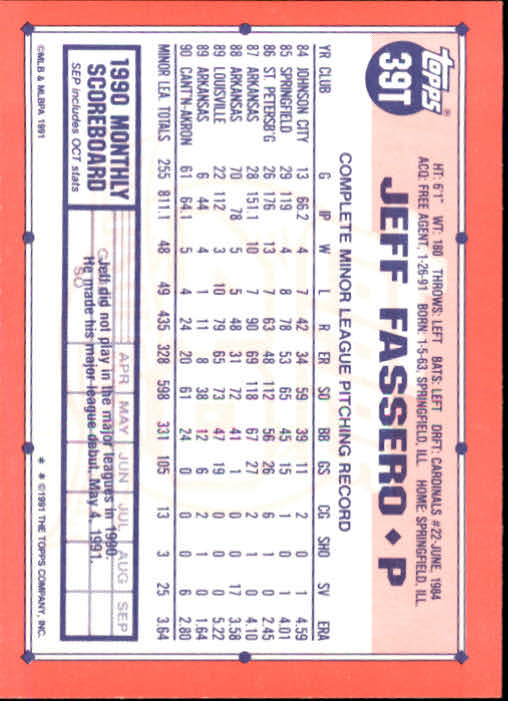 topps®
39T
JEFF FASSERO ♦ P
HT: 6'1" WT: 180 THROWS: LEFT BATS: LEFT DRFT: CARDINALS #22-JUNE, 1984
ACQ: FREE AGENT, 1-26-91 BORN: 1-5-63, SPRINGFIELD, ILL. HOME: SPRINGFIELD, ILL.
COMPLETE MINOR LEAGUE PITCHING RECORD
YR CLUB G IP W L R ER SO BB GS CG SHO SV ERA
84 JOHNSON CITY 13 66.2 4 7 42 34 59 39 11 2 0 1 4.59
85 SPRINGFIELD 29 119 4 8 78 53 65 45 15 1 0 1 4.01
86 ST PETERSB'G 26 176 13 7 63 48 112 56 26 6 1 0 2.45
87 ARKANSAS 28 151.1 10 7 90 69 118 67 27 2 1 0 4.10
88 ARKANSAS 70 78 5 5 48 31 72 41 1 0 0 17 3.58
89 LOUISVILLE 22 112 3 10 79 65 73 47 19 0 0 0 5.22
89 ARKANSAS 6 44 4 1 11 8 38 12 6 2 1 0 1.64
90 CANT'N-AKRON 61 64.1 5 4 24 20 61 24 0 0 0 6 2.80
MINOR LEA. TOTALS 255 811.1 48 49 435 328 598 331 105 13 3 25 3.64
1990 MONTHLY
SCOREBOARD
SEP includes OCT stats
APR MAY JUN JUL AUG SEP
G
SO
Jeff did not play in the major leagues in 1990.
He made his major league debut, May 4, 1991.
©MLB & MLBPA 1991
* * ©1991 THE TOPPS COMPANY, INC.